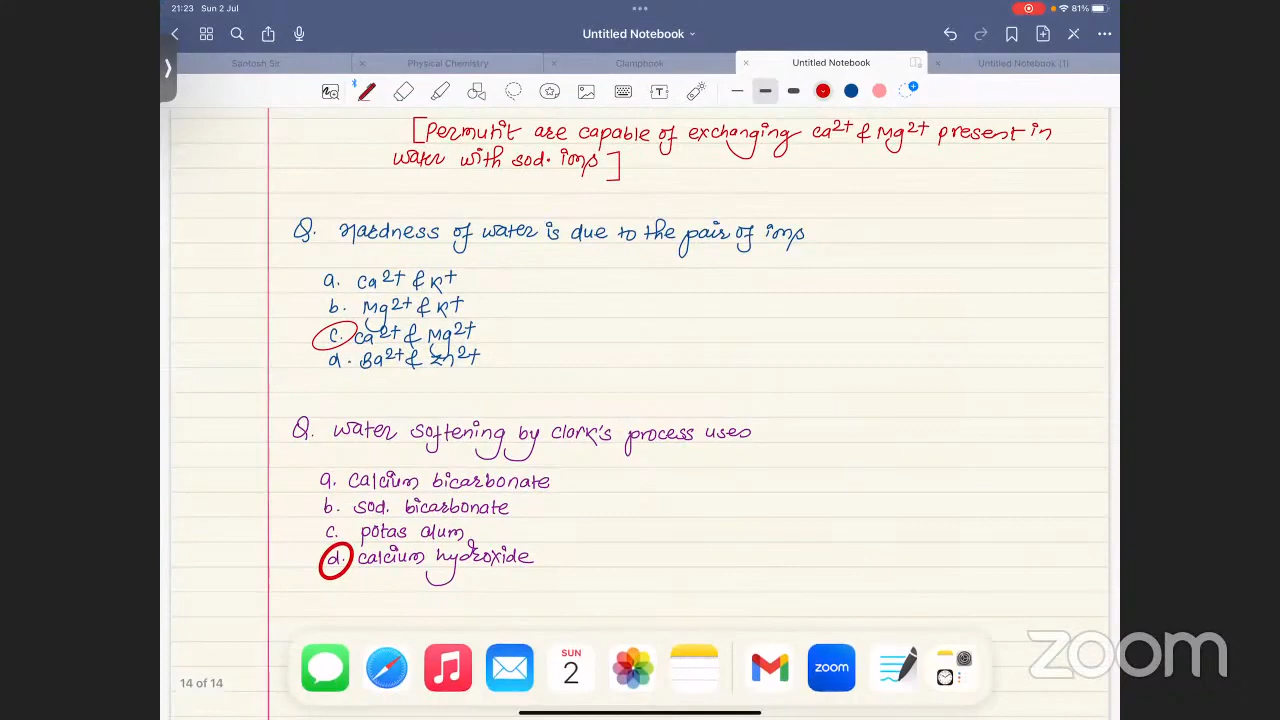 21:23 Sun 2 Jul
81%
Untitled Notebook
Santosh Sir
Physical Chemistry
Clamphook
Untitled Notebook
Untitled Notebook (1)
[Permutit are capable of exchanging Ca2+ & Mg2+ present in
water with sod. ions]
Q. Hardness of water is due to the pair of ions
a. Ca2+ & K+
b. Mg2+ & K+
c. Ca2+ & Mg2+
d. Ba2+ & Zn2+
Q. Water softening by clork's process uses
a. calcium bicarbonate
b. sod. bicarbonate
c. potas alum
d. calcium hydroxide
SUN
2
zoom
14 of 14
zoom